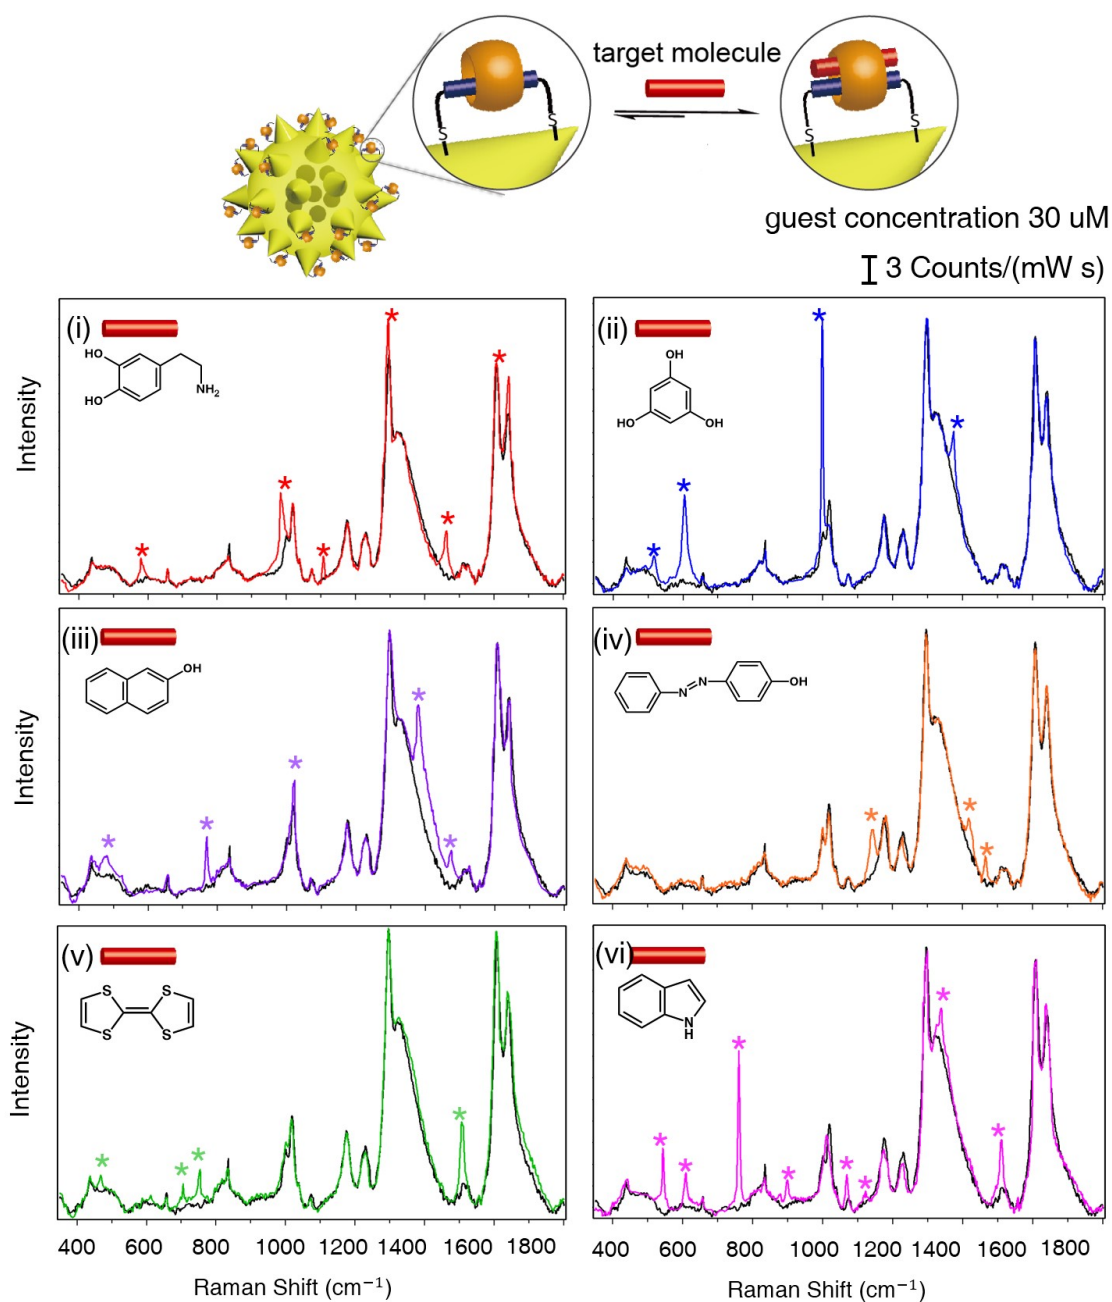 target molecule
S
S
S
S
guest concentration 30 uM
3 Counts/(mW s)
(i)
HO
HO
NH2
*
*
*
*
*
*
Intensity
(ii)
OH
HO
OH
*
*
*
*
(iii)
OH
*
*
*
*
*
Intensity
(iv)
N
N
OH
*
*
*
(v)
S
S
S
S
*
*
*
*
Intensity
400 600 800 1000 1200 1400 1600 1800
Raman Shift (cm−1)
(vi)
N
H
*
*
*
*
*
*
*
*
400 600 800 1000 1200 1400 1600 1800
Raman Shift (cm−1)